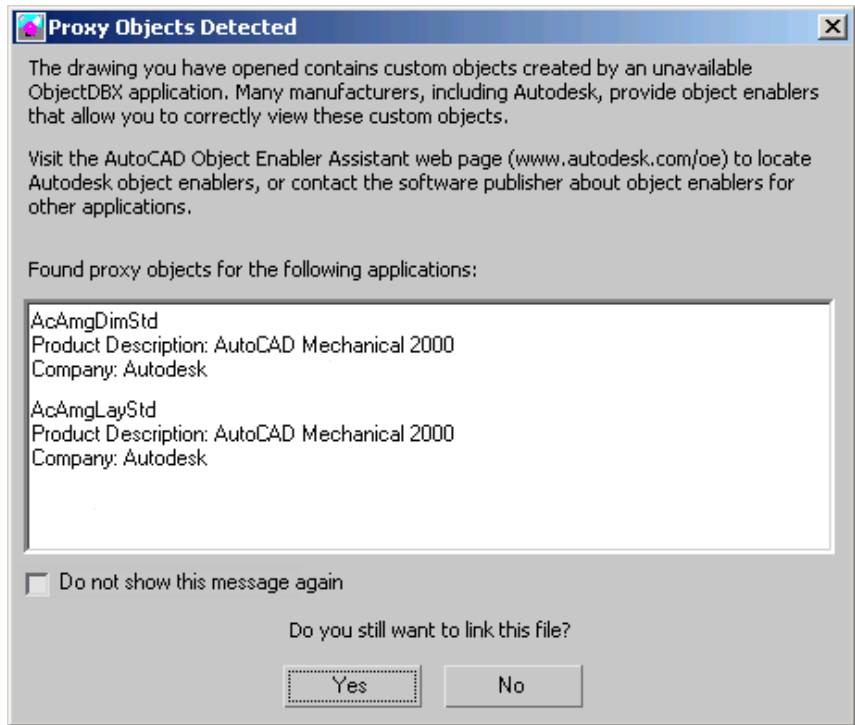 Proxy Objects Detected
The drawing you have opened contains custom objects created by an unavailable
ObjectDBX application. Many manufacturers, including Autodesk, provide object enablers
that allow you to correctly view these custom objects.
Visit the AutoCAD Object Enabler Assistant web page (www.autodesk.com/oe) to locate
Autodesk object enablers, or contact the software publisher about object enablers for
other applications.
Found proxy objects for the following applications:
AcAmgDimStd
Product Description: AutoCAD Mechanical 2000
Company: Autodesk
AcAmgLayStd
Product Description: AutoCAD Mechanical 2000
Company: Autodesk
Do not show this message again
Do you still want to link this file?
Yes
No